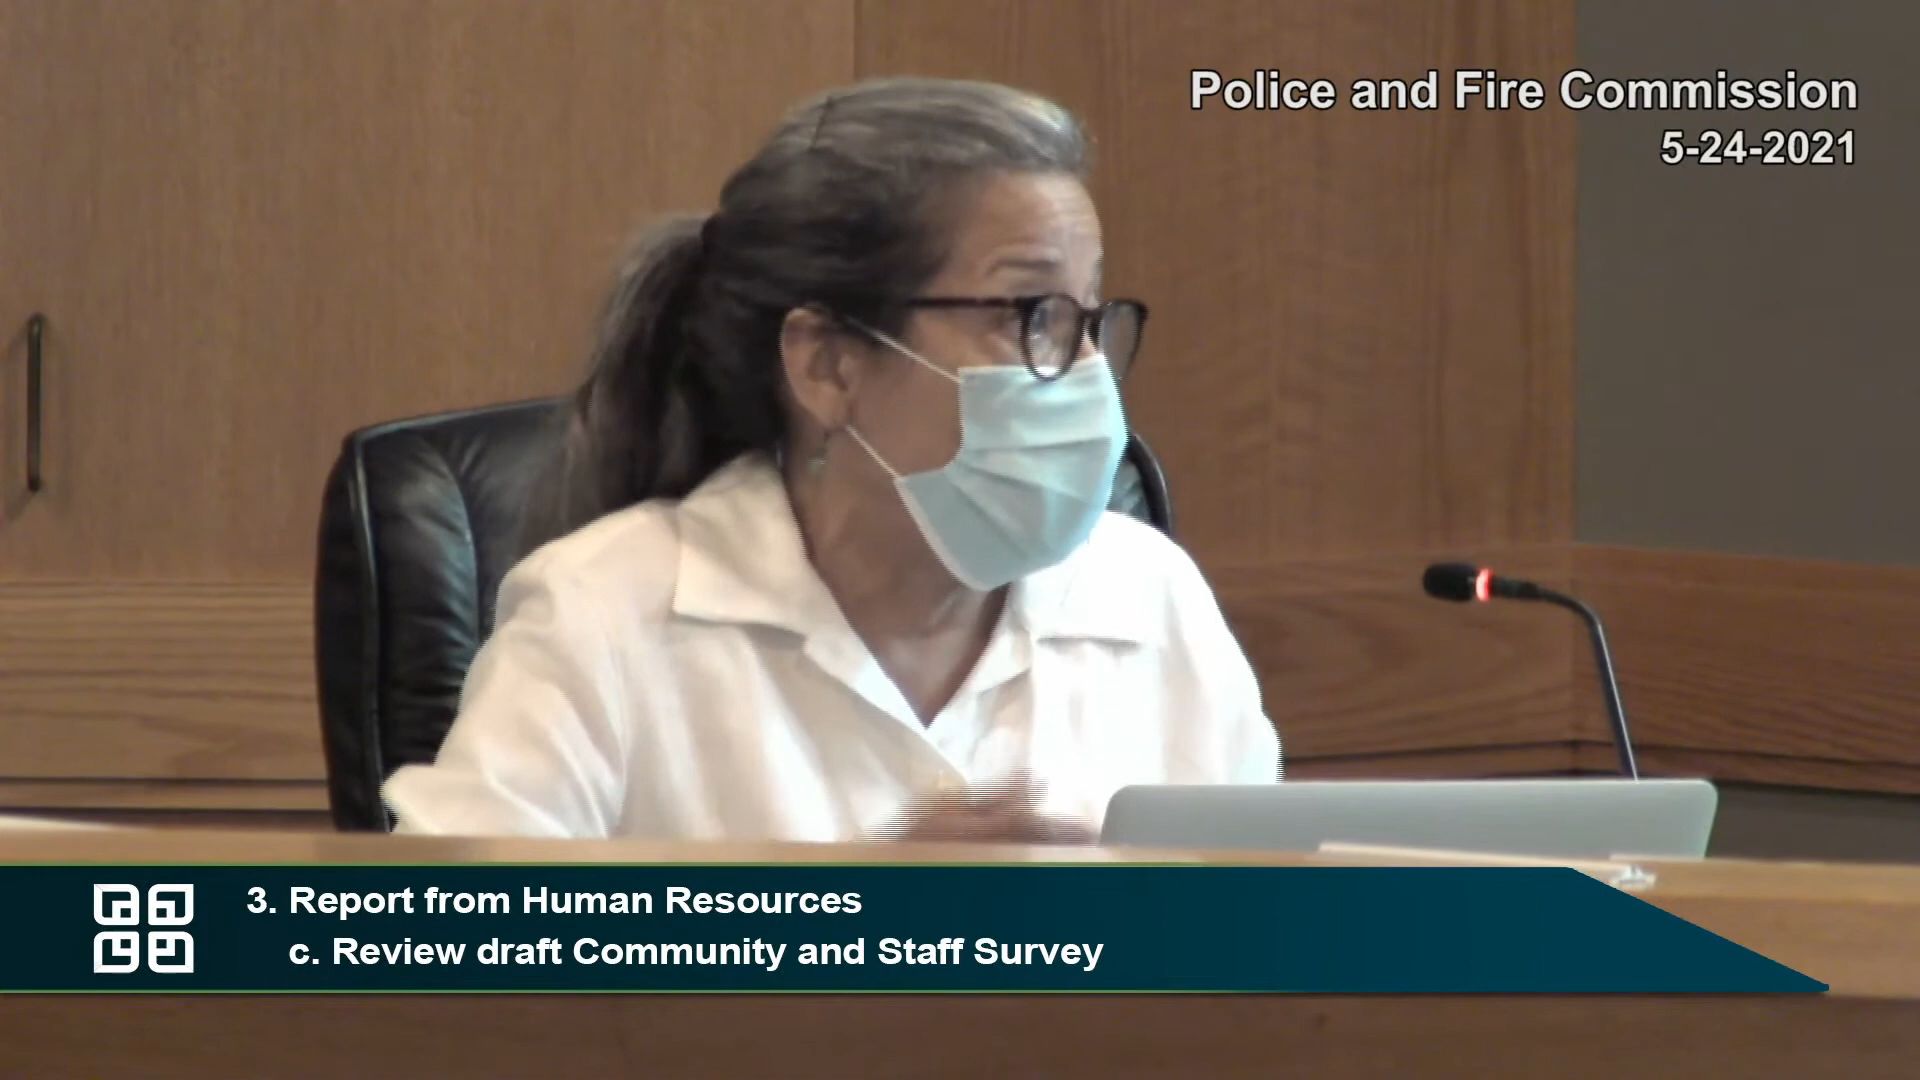 Police and Fire Commission
5-24-2021
3. Report from Human Resources
c. Review draft Community and Staff Survey